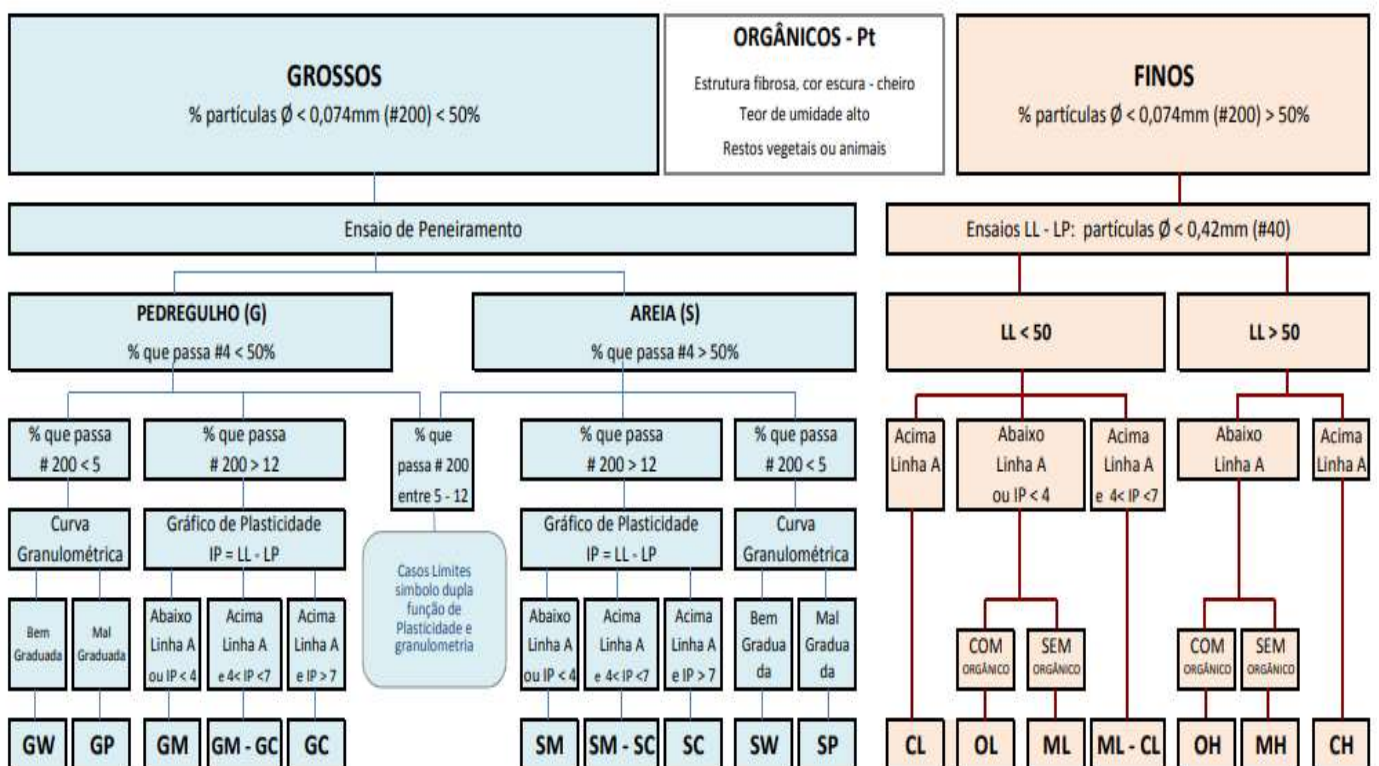 GROSSOS
% partículas Ø < 0,074mm (#200) < 50%
ORGÂNICOS - Pt
Estrutura fibrosa, cor escura - cheiro
Teor de umidade alto
Restos vegetais ou animais
FINOS
% partículas Ø < 0,074mm (#200) > 50%
Ensaio de Peneiramento
Ensaios LL - LP: partículas Ø < 0,42mm (#40)
PEDREGULHO (G)
% que passa #4 < 50%
AREIA (S)
% que passa #4 > 50%
LL < 50
LL > 50
% que passa
# 200 < 5
% que passa
# 200 > 12
% que
passa # 200
entre 5 - 12
% que passa
# 200 > 12
% que passa
# 200 < 5
Acima
Linha A
Abaixo
Linha A
ou IP < 4
Acima
Linha A
e 4< IP <7
Abaixo
Linha A
Acima
Linha A
Curva
Granulométrica
Gráfico de Plasticidade
IP = LL - LP
Casos Limites
simbolo dupla
função de
Plasticidade e
granulometria
Gráfico de Plasticidade
IP = LL - LP
Curva
Granulométrica
Bem
Graduada
Mal
Graduada
Abaixo
Linha A
ou IP < 4
Acima
Linha A
e 4< IP <7
Acima
Linha A
e IP > 7
Abaixo
Linha A
ou IP < 4
Acima
Linha A
e 4< IP <7
Acima
Linha A
e IP > 7
Bem
Gradua
da
Mal
Gradua
da
COM
ORGÂNICO
SEM
ORGÂNICO
COM
ORGÂNICO
SEM
ORGÂNICO
GW
GP
GM
GM - GC
GC
SM
SM - SC
SC
SW
SP
CL
OL
ML
ML - CL
OH
MH
CH